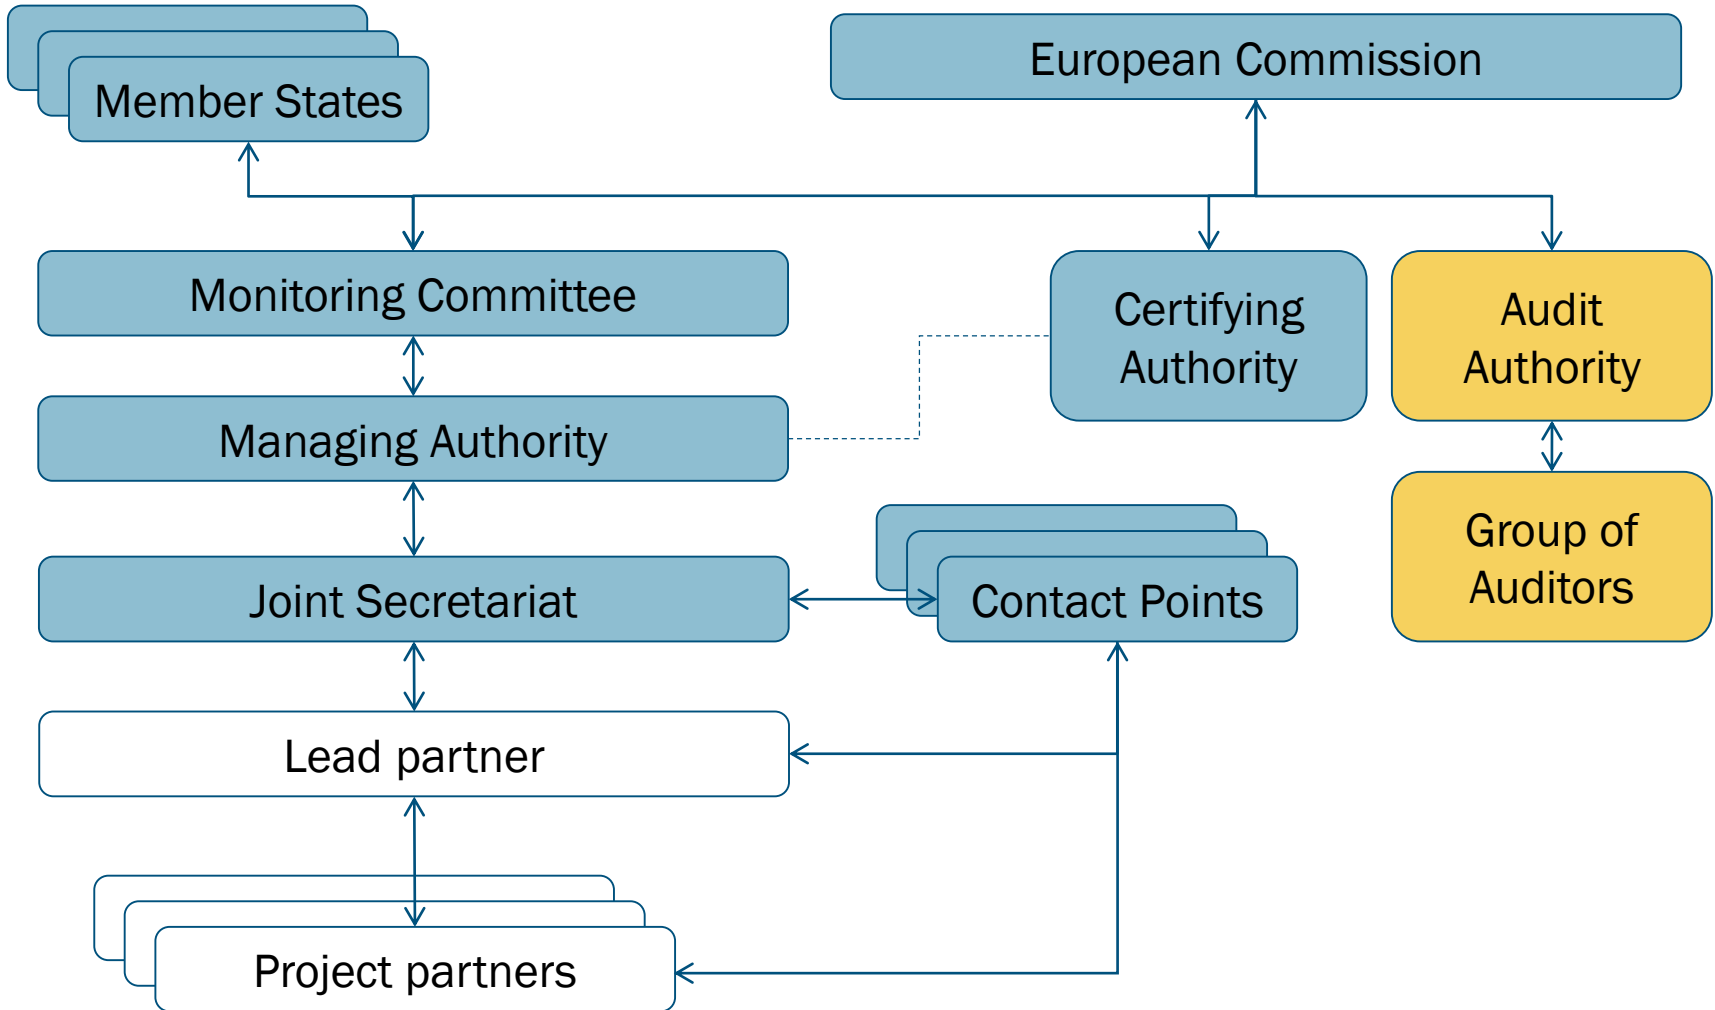 Member States
European Commission
Monitoring Committee
Certifying
Authority
Audit
Authority
Managing Authority
Group of
Auditors
Joint Secretariat
Contact Points
Lead partner
Project partners